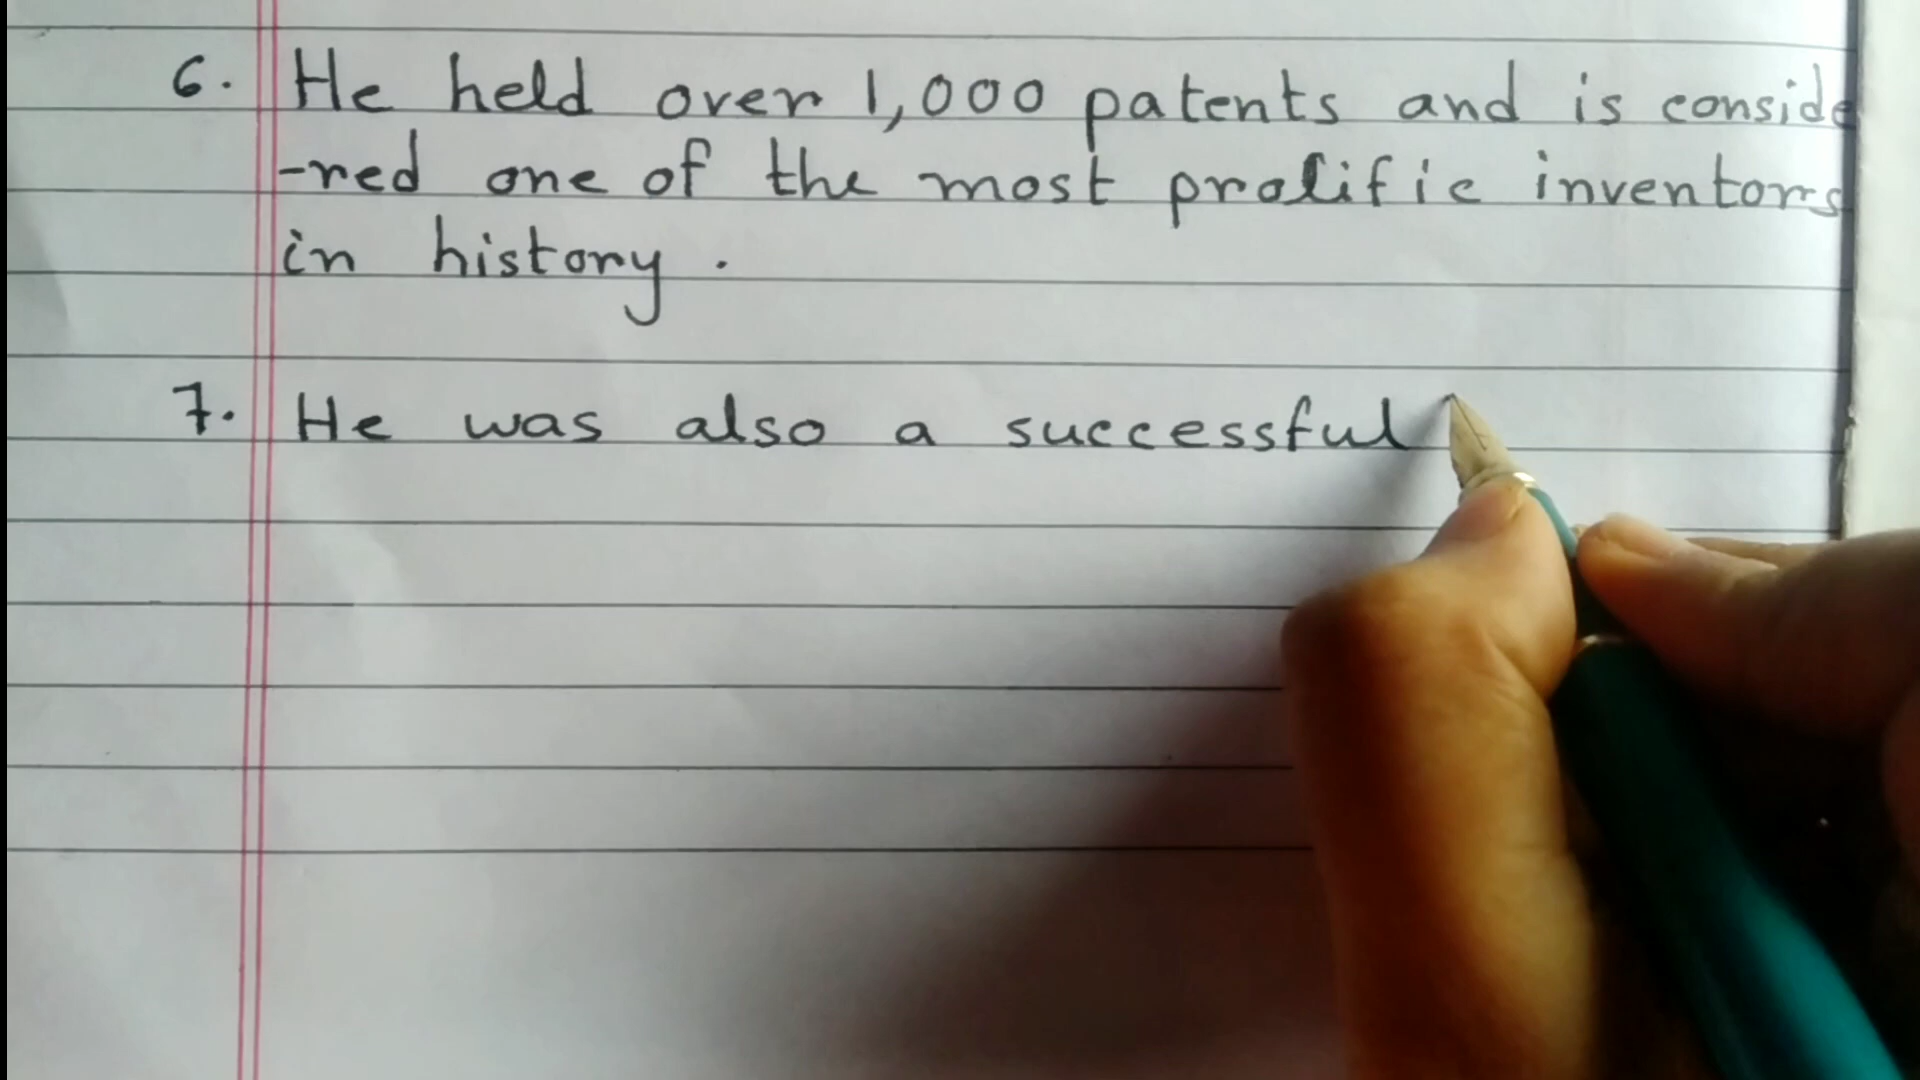 6. He held over 1,000 patents and is conside
-red one of the most prolific inventors
in history.
7. He was also a successful